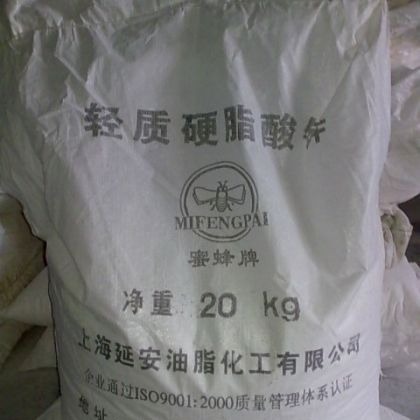 轻质硬脂酸
MIFENGPAI
蜜蜂牌
净重 20 kg
上海延安油脂化工有限公司
企业通过ISO9001:2000质量管理体系认证
地址